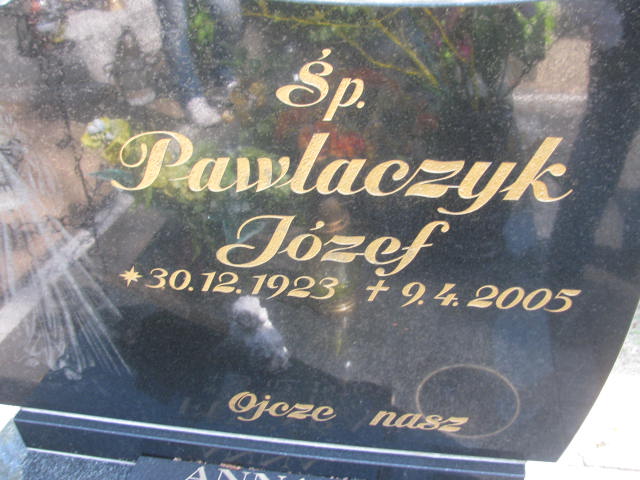 Śp.
Pawlaczyk
Józef
*30.12.1923 †9.4.2005
Ojcze nasz